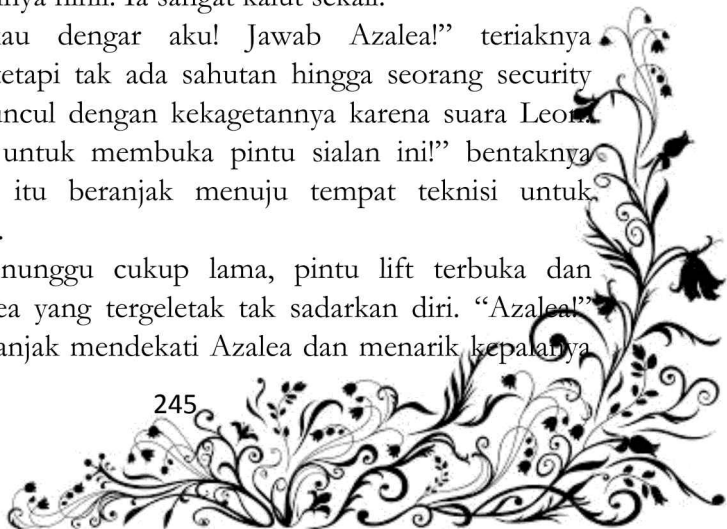 nya nihil. Ia sangat kalut sekali.
au dengar aku! Jawab Azalea!” teriaknya
tetapi tak ada sahutan hingga seorang security
uncul dengan kekagetannya karena suara Leon.
untuk membuka pintu sialan ini!” bentaknya
itu beranjak menuju tempat teknisi untuk
.
nunggu cukup lama, pintu lift terbuka dan
ea yang tergeletak tak sadarkan diri. “Azalea!”
anjak mendekati Azalea dan menarik kepalanya
245